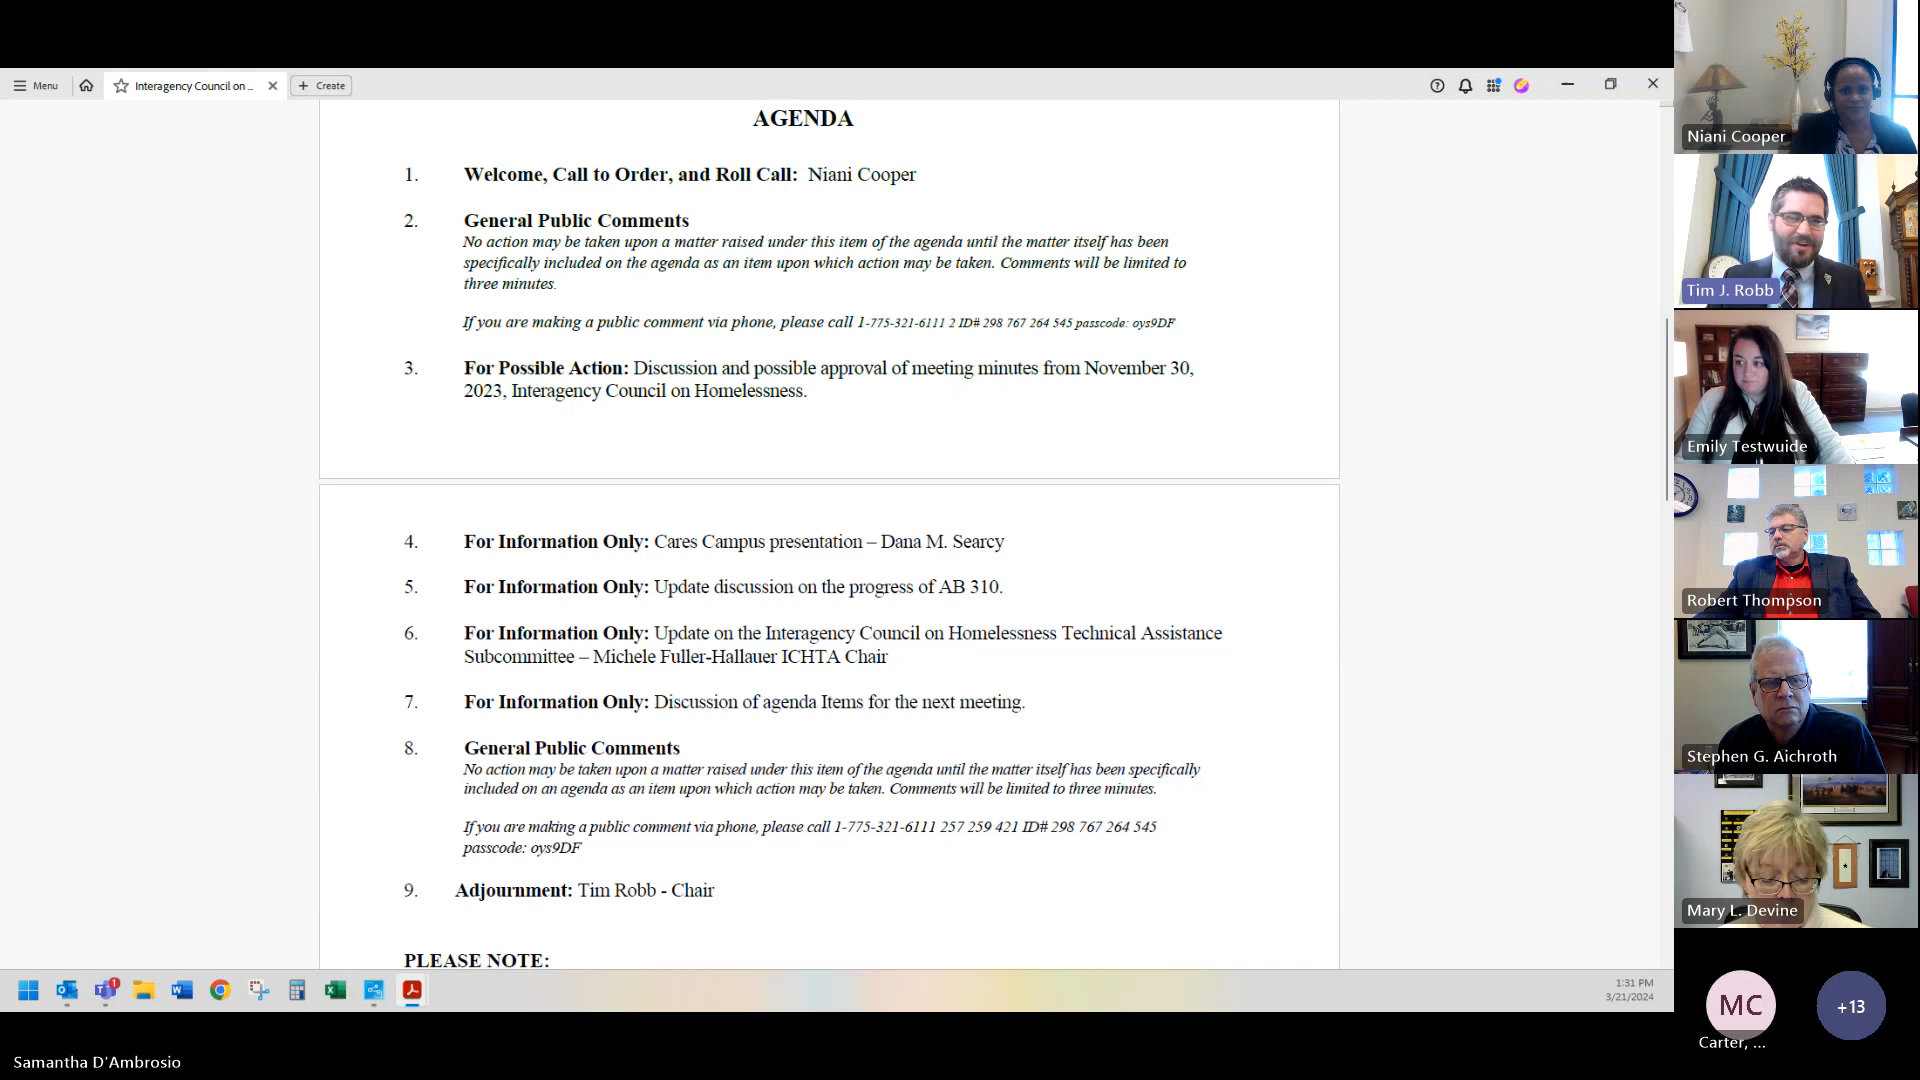 Menu
Interagency Council on ...
Create
AGENDA
1. Welcome, Call to Order, and Roll Call: Niani Cooper
2. General Public Comments
No action may be taken upon a matter raised under this item of the agenda until the matter itself has been
specifically included on the agenda as an item upon which action may be taken. Comments will be limited to
three minutes.
If you are making a public comment via phone, please call 1-775-321-6111 2 ID# 298 767 264 545 passcode: oys9DF
3. For Possible Action: Discussion and possible approval of meeting minutes from November 30,
2023, Interagency Council on Homelessness.
4. For Information Only: Cares Campus presentation – Dana M. Searcy
5. For Information Only: Update discussion on the progress of AB 310.
6. For Information Only: Update on the Interagency Council on Homelessness Technical Assistance
Subcommittee – Michele Fuller-Hallauer ICHTA Chair
7. For Information Only: Discussion of agenda Items for the next meeting.
8. General Public Comments
No action may be taken upon a matter raised under this item of the agenda until the matter itself has been specifically
included on an agenda as an item upon which action may be taken. Comments will be limited to three minutes.
If you are making a public comment via phone, please call 1-775-321-6111 257 259 421 ID# 298 767 264 545
passcode: oys9DF
9. Adjournment: Tim Robb - Chair
PLEASE NOTE:
1:31 PM
3/21/2024
Niani Cooper
Tim J. Robb
Emily Testwuide
Robert Thompson
Stephen G. Aichroth
Mary L. Devine
MC
Carter, ...
+13
Samantha D'Ambrosio